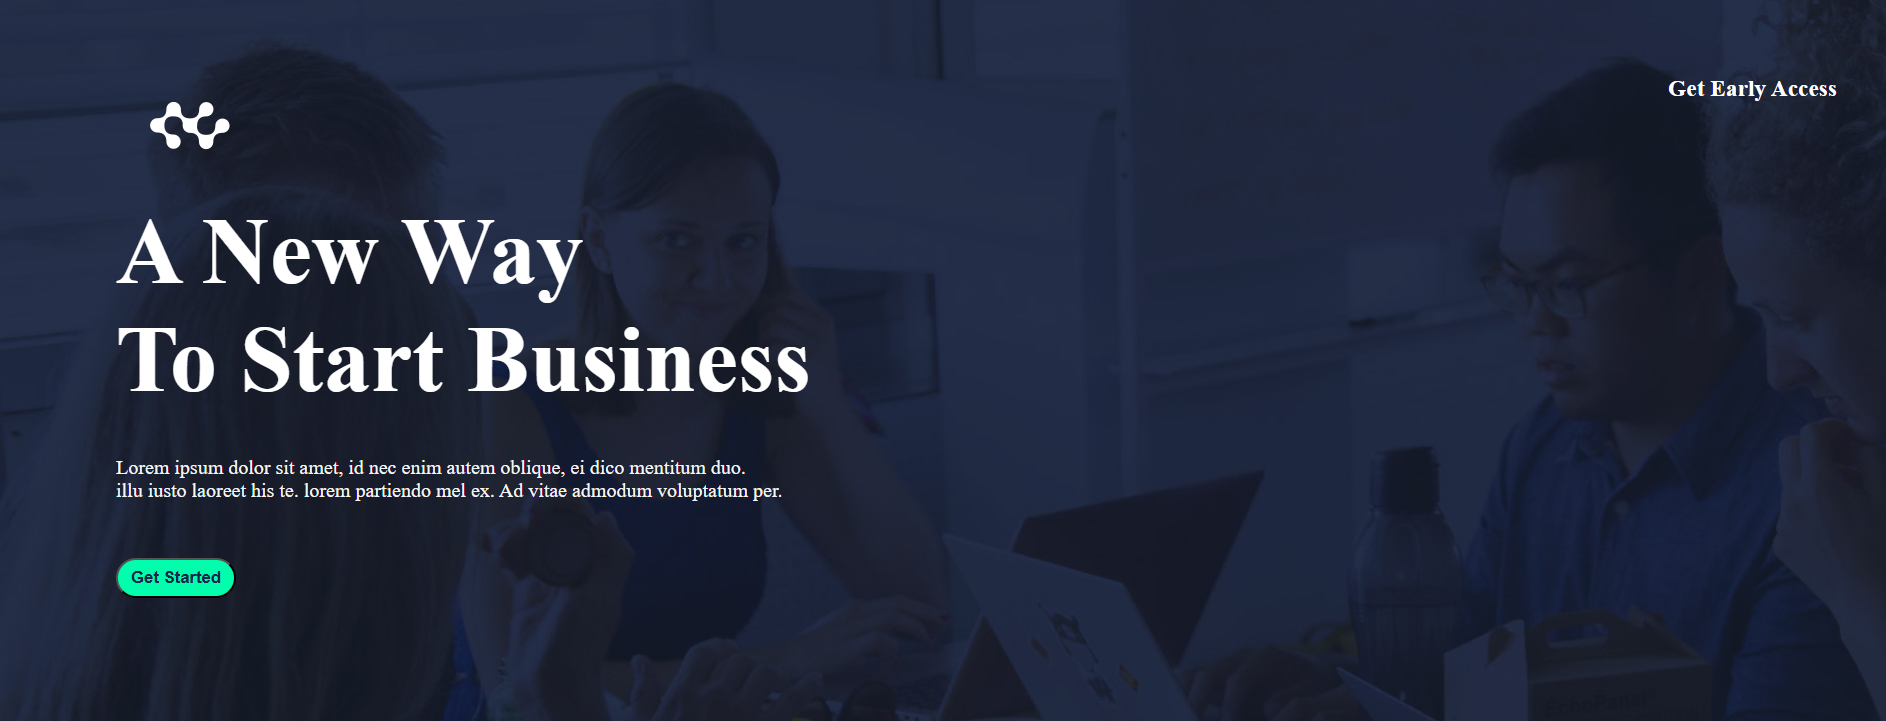 Get Early Access
A New Way
To Start Business
Lorem ipsum dolor sit amet, id nec enim autem oblique, ei dico mentitum duo.
illu iusto laoreet his te. lorem partiendo mel ex. Ad vitae admodum voluptatum per.
Get Started
EchoPanel